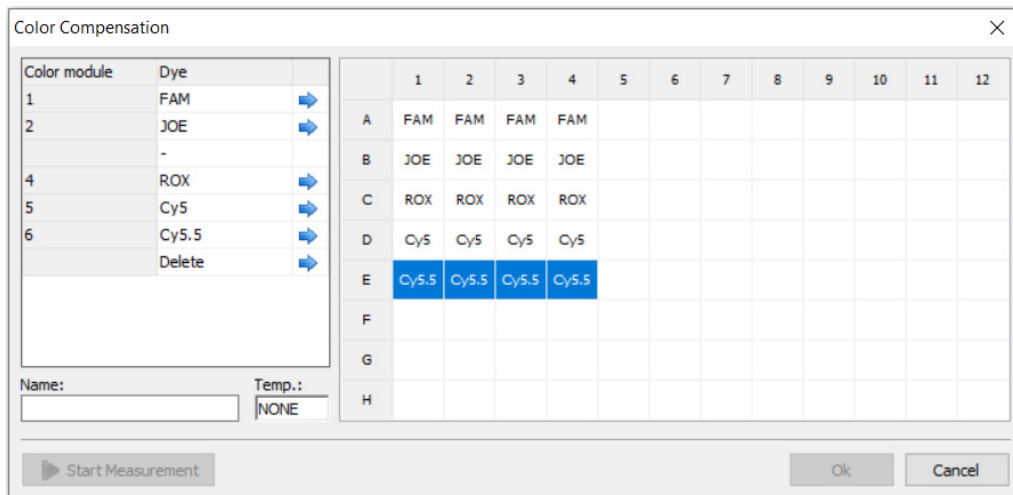 Color Compensation
Color module Dye
1 FAM
2 JOE
-
4 ROX
5 Cy5
6 Cy5.5
Delete
Name: Temp.:
NONE
1 2 3 4 5 6 7 8 9 10 11 12
A FAM FAM FAM FAM
B JOE JOE JOE JOE
C ROX ROX ROX ROX
D Cy5 Cy5 Cy5 Cy5
E Cy5.5 Cy5.5 Cy5.5 Cy5.5
F
G
H
Start Measurement Ok Cancel